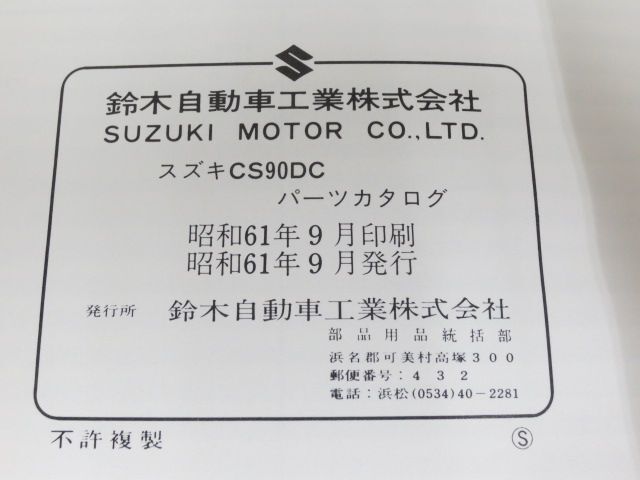 鈴木自動車工業株式会社
SUZUKI MOTOR CO.,LTD.
スズキCS90DC
パーツカタログ
昭和61年9月印刷
昭和61年9月発行
発行所 鈴木自動車工業株式会社
部品用品統括部
浜名郡可美村高塚300
郵便番号:432
電話:浜松(0534)40-2281
不許複製 Ⓢ